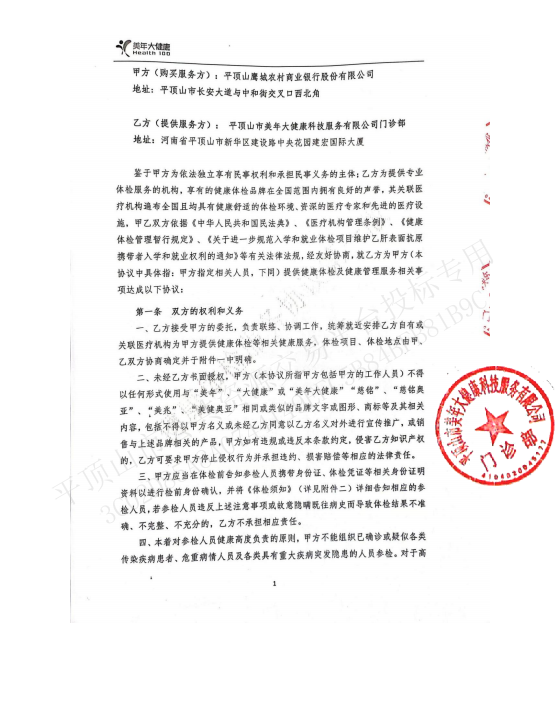 美年大健康
Health 100
甲方（购买服务方）：平顶山鹰城农村商业银行股份有限公司
地址：平顶山市长安大道与中和街交叉口西北角
乙方（提供服务方）： 平顶山市美年大健康科技服务有限公司门诊部
地址：河南省平顶山市新华区建设路中央花园建宏国际大厦
鉴于甲方为依法独立享有民事权利和承担民事义务的主体；乙方为提供专业
体检服务的机构，享有的健康体检品牌在全国范围内拥有良好的声誉，其关联医
疗机构遍布全国且均具有健康舒适的体检环境、资深的医疗专家和先进的医疗设
施，甲乙双方依据《中华人民共和国民法典》、《医疗机构管理条例》、《健康
体检管理暂行规定》、《关于进一步规范入学和就业体检项目维护乙肝表面抗原
携带者入学和就业权利的通知》等有关法律法规，经友好协商，就乙方为甲方（本
协议中具体指：甲方指定相关人员，下同）提供健康体检及健康管理服务相关事
项达成以下协议：
第一条 双方的权利和义务
一、乙方接受甲方的委托，负责联络、协调工作，统筹就近安排乙方自有或
关联医疗机构为甲方提供健康体检等相关健康服务，体检项目、体检地点由甲、
乙双方协商确定并于附件一中明确。
二、未经乙方书面授权，甲方（本协议所指甲方包括甲方的工作人员）不得
以任何形式使用与“美年”、“大健康”或“美年大健康”“慈铭”、“慈铭奥
亚”、“美兆”、“美健奥亚”相同或类似的品牌文字或图形、商标等及其相关
内容，包括不得以甲方名义或未经乙方同意以乙方名义对外进行宣传推广，或销
售与上述品牌相关的产品，甲方如有违规或违反本条款约定，侵害乙方知识产权
的，乙方可要求甲方停止侵权行为并承担违约、损害赔偿等相应的法律责任。
三、甲方应当在体检前告知参检人员携带身份证、体检凭证等相关身份证明
资料以进行检前身份确认，并将《体检须知》（详见附件二）详细告知相应的参
检人员，若参检人员违反上述注意事项或故意隐瞒既往病史而导致体检结果不准
确、不完整、不充分的，乙方不承担相应责任。
四、本着对参检人员健康高度负责的原则，甲方不能组织已确诊或疑似各类
传染疾病患者、危重病情人员及各类具有重大疾病突发隐患的人员参检。对于高
1
平顶山市美年大健康科技服务有限公司
门诊部